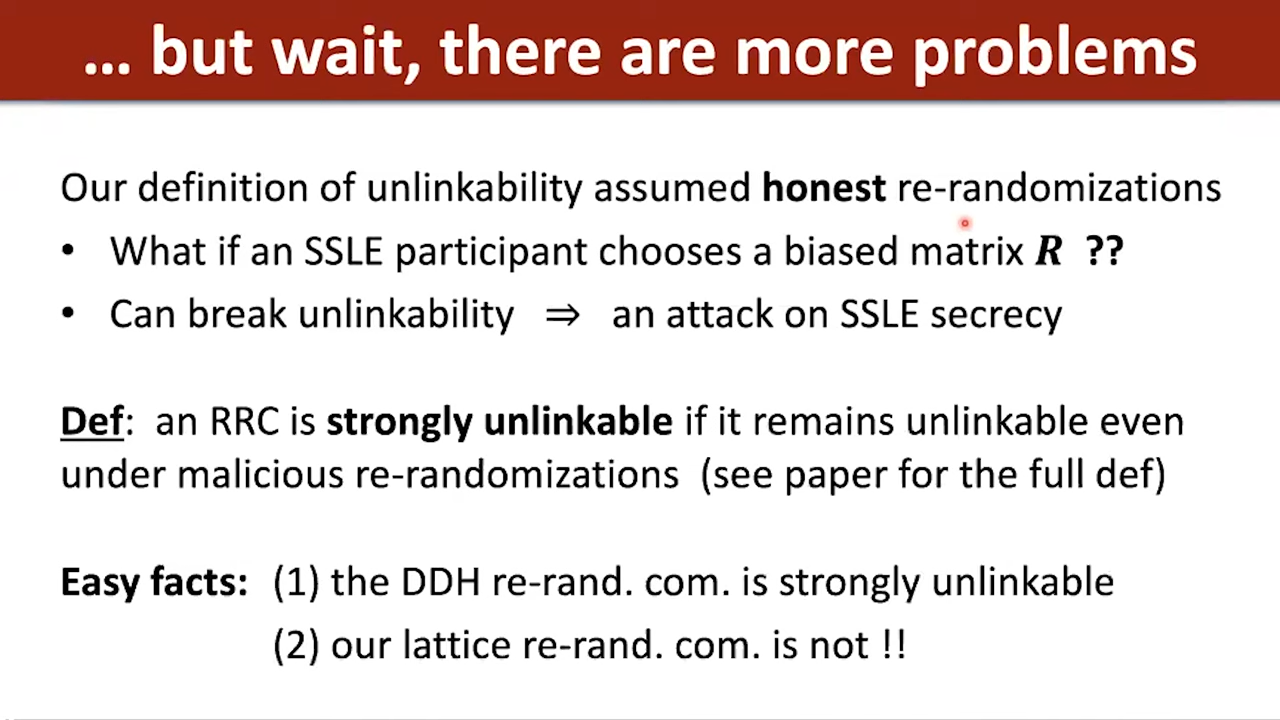 ... but wait, there are more problems
Our definition of unlinkability assumed honest re-randomizations
• What if an SSLE participant chooses a biased matrix R ??
• Can break unlinkability ⇒ an attack on SSLE secrecy
Def: an RRC is strongly unlinkable if it remains unlinkable even
under malicious re-randomizations (see paper for the full def)
Easy facts: (1) the DDH re-rand. com. is strongly unlinkable
(2) our lattice re-rand. com. is not !!